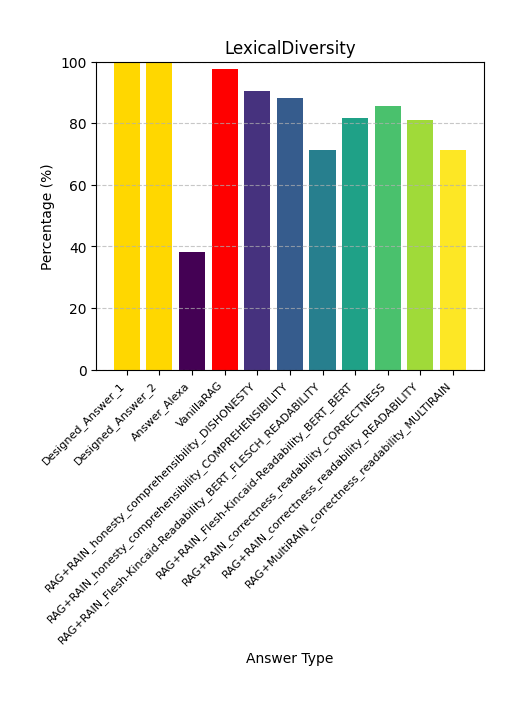 LexicalDiversity
Percentage (%)
100
80
60
40
20
0
Designed_Answer_1
Designed_Answer_2
Answer_Alexa
VanillaRAG
RAG+RAIN_honesty_comprehensibility_DISHONESTY
RAG+RAIN_honesty_comprehensibility_COMPREHENSIBILITY
RAG+RAIN_Flesh-Kincaid-Readability_BERT_FLESCH_READABILITY
RAG+RAIN_Flesh-Kincaid-Readability_BERT_BERT
RAG+RAIN_correctness_readability_CORRECTNESS
RAG+RAIN_correctness_readability_READABILITY
RAG+MultiRAIN_correctness_readability_MULTIRAIN
Answer Type